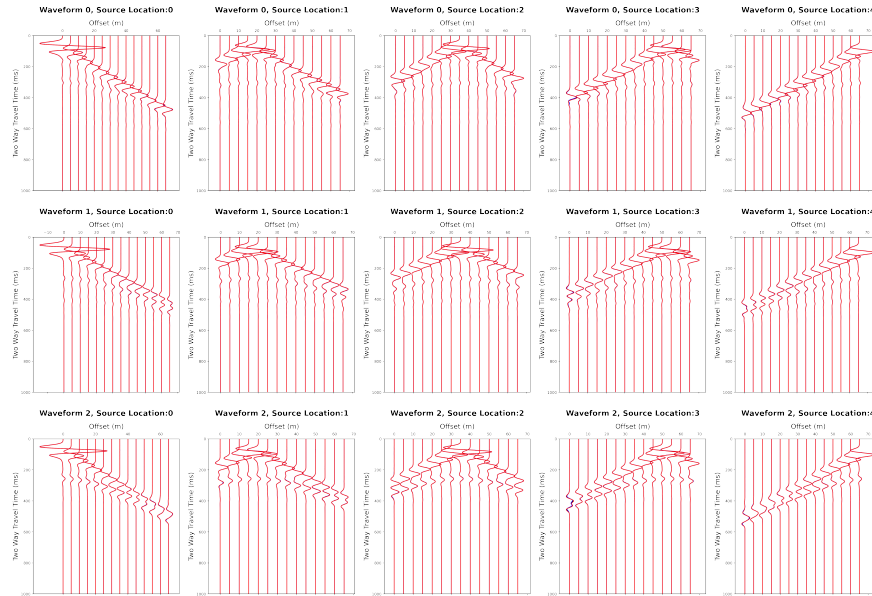 Waveform 0, Source Location:0 Waveform 0, Source Location:1 Waveform 0, Source Location:2 Waveform 0, Source Location:3 Waveform 0, Source Location:4
Offset (m) Offset (m) Offset (m) Offset (m) Offset (m)
Two Way Travel Time (ms) Two Way Travel Time (ms) Two Way Travel Time (ms) Two Way Travel Time (ms) Two Way Travel Time (ms)
Waveform 1, Source Location:0 Waveform 1, Source Location:1 Waveform 1, Source Location:2 Waveform 1, Source Location:3 Waveform 1, Source Location:4
Offset (m) Offset (m) Offset (m) Offset (m) Offset (m)
Two Way Travel Time (ms) Two Way Travel Time (ms) Two Way Travel Time (ms) Two Way Travel Time (ms) Two Way Travel Time (ms)
Waveform 2, Source Location:0 Waveform 2, Source Location:1 Waveform 2, Source Location:2 Waveform 2, Source Location:3 Waveform 2, Source Location:4
Offset (m) Offset (m) Offset (m) Offset (m) Offset (m)
Two Way Travel Time (ms) Two Way Travel Time (ms) Two Way Travel Time (ms) Two Way Travel Time (ms) Two Way Travel Time (ms)